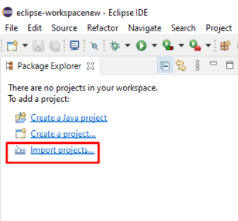 eclipse-workspacenew - Eclipse IDE
File Edit Source Refactor Navigate Search Project
Package Explorer
There are no projects in your workspace.
To add a project:
Create a Java project
Create a project...
Import projects...